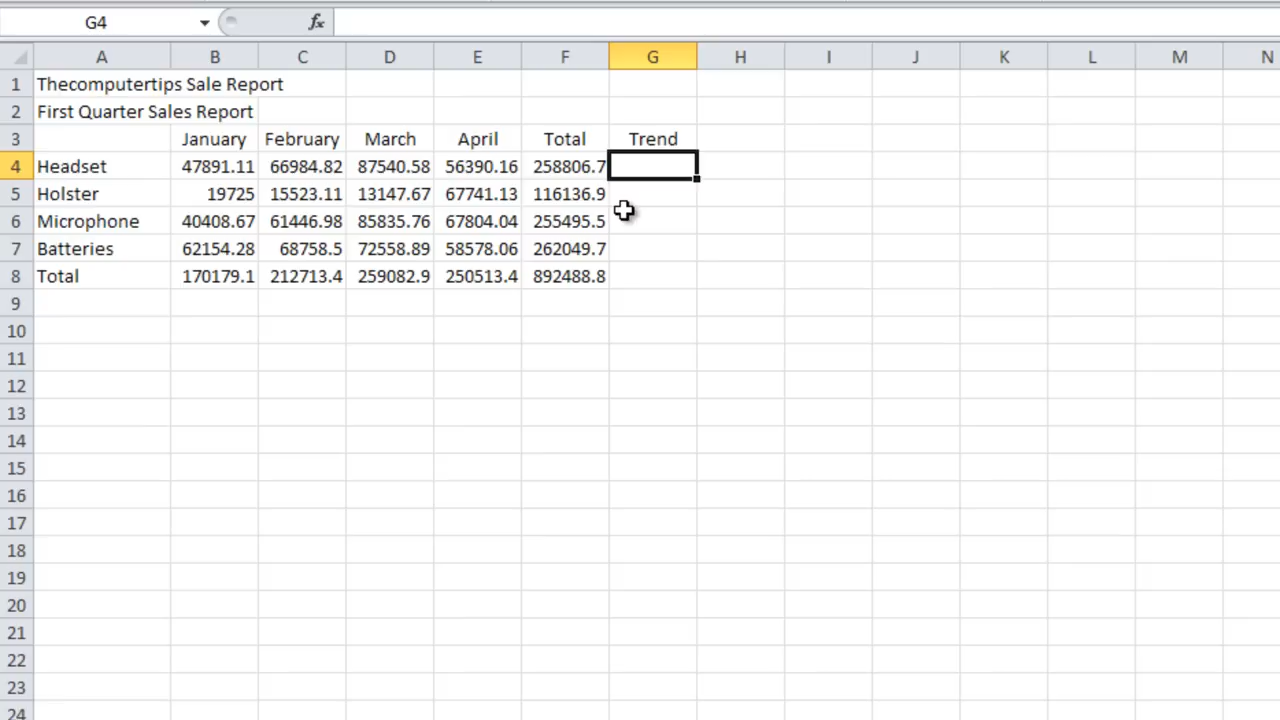 G4 fx
A B C D E F G H I J K L M N
1 Thecomputertips Sale Report
2 First Quarter Sales Report
3 January February March April Total Trend
4 Headset 47891.11 66984.82 87540.58 56390.16 258806.7
5 Holster 19725 15523.11 13147.67 67741.13 116136.9
6 Microphone 40408.67 61446.98 85835.76 67804.04 255495.5
7 Batteries 62154.28 68758.5 72558.89 58578.06 262049.7
8 Total 170179.1 212713.4 259082.9 250513.4 892488.8
9
10
11
12
13
14
15
16
17
18
19
20
21
22
23
24